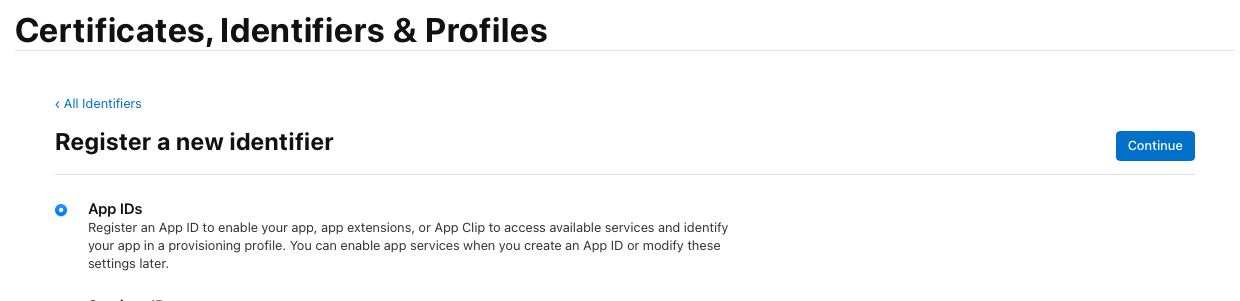 Certificates, Identifiers & Profiles
‹ All Identifiers
Register a new identifier
Continue
App IDs
Register an App ID to enable your app, app extensions, or App Clip to access available services and identify
your app in a provisioning profile. You can enable app services when you create an App ID or modify these
settings later.